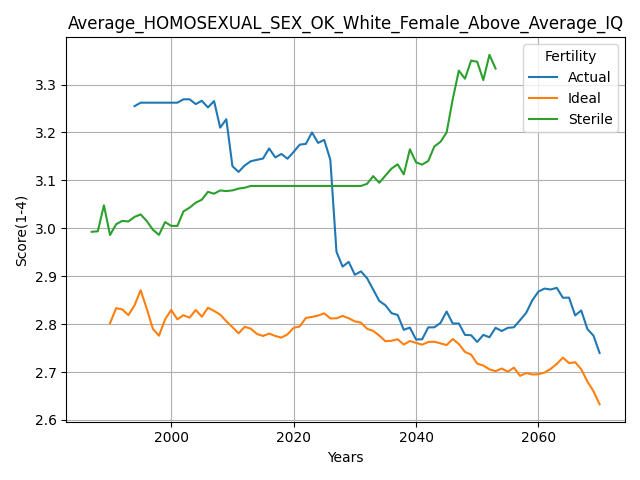 Average_HOMOSEXUAL_SEX_OK_White_Female_Above_Average_IQ
Fertility
Actual
Ideal
Sterile
Score(1-4)
3.3
3.2
3.1
3.0
2.9
2.8
2.7
2.6
2000 2020 2040 2060
Years